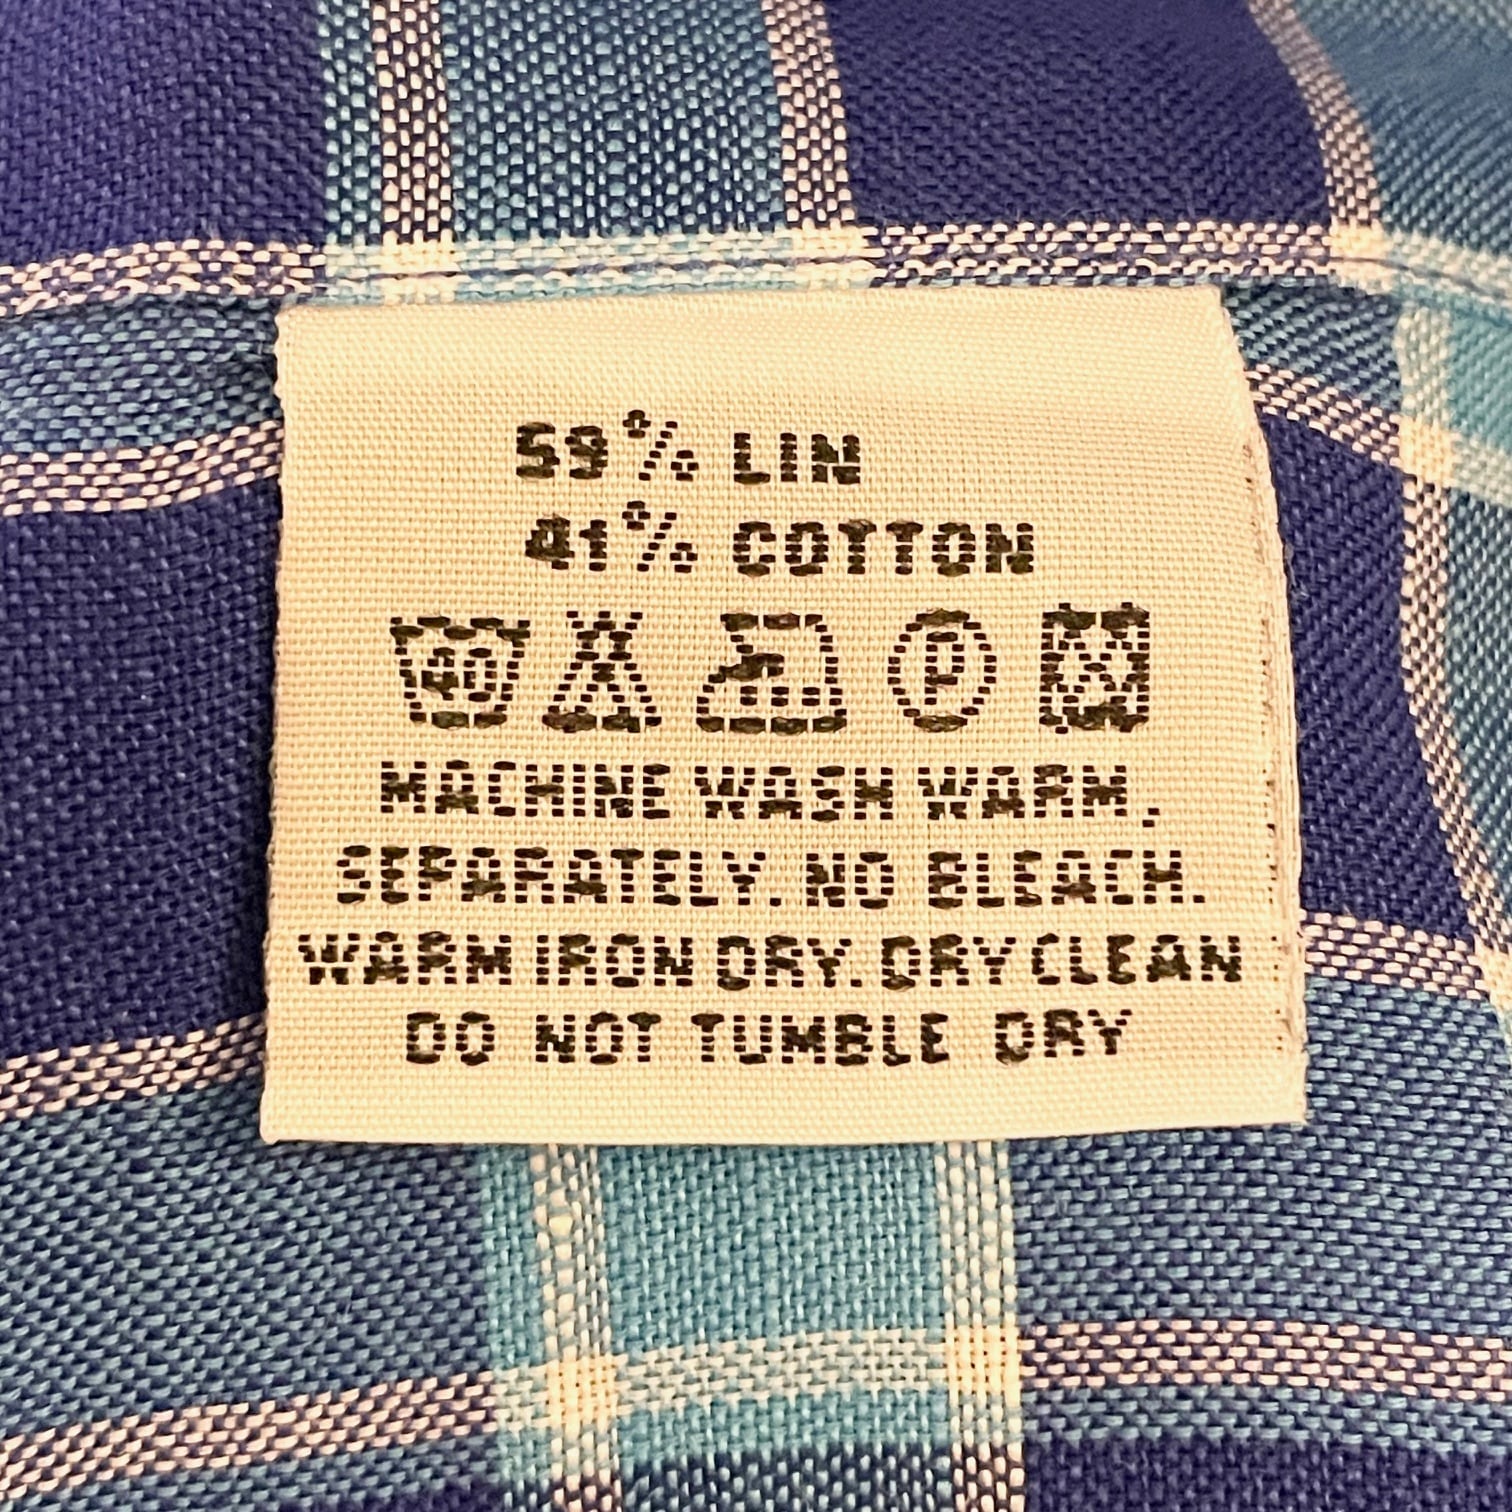 59% LIN
41% COTTON
40 P
MACHINE WASH WARM,
SEPARATELY. NO BLEACH.
WARM IRON DRY. DRY CLEAN
DO NOT TUMBLE DRY